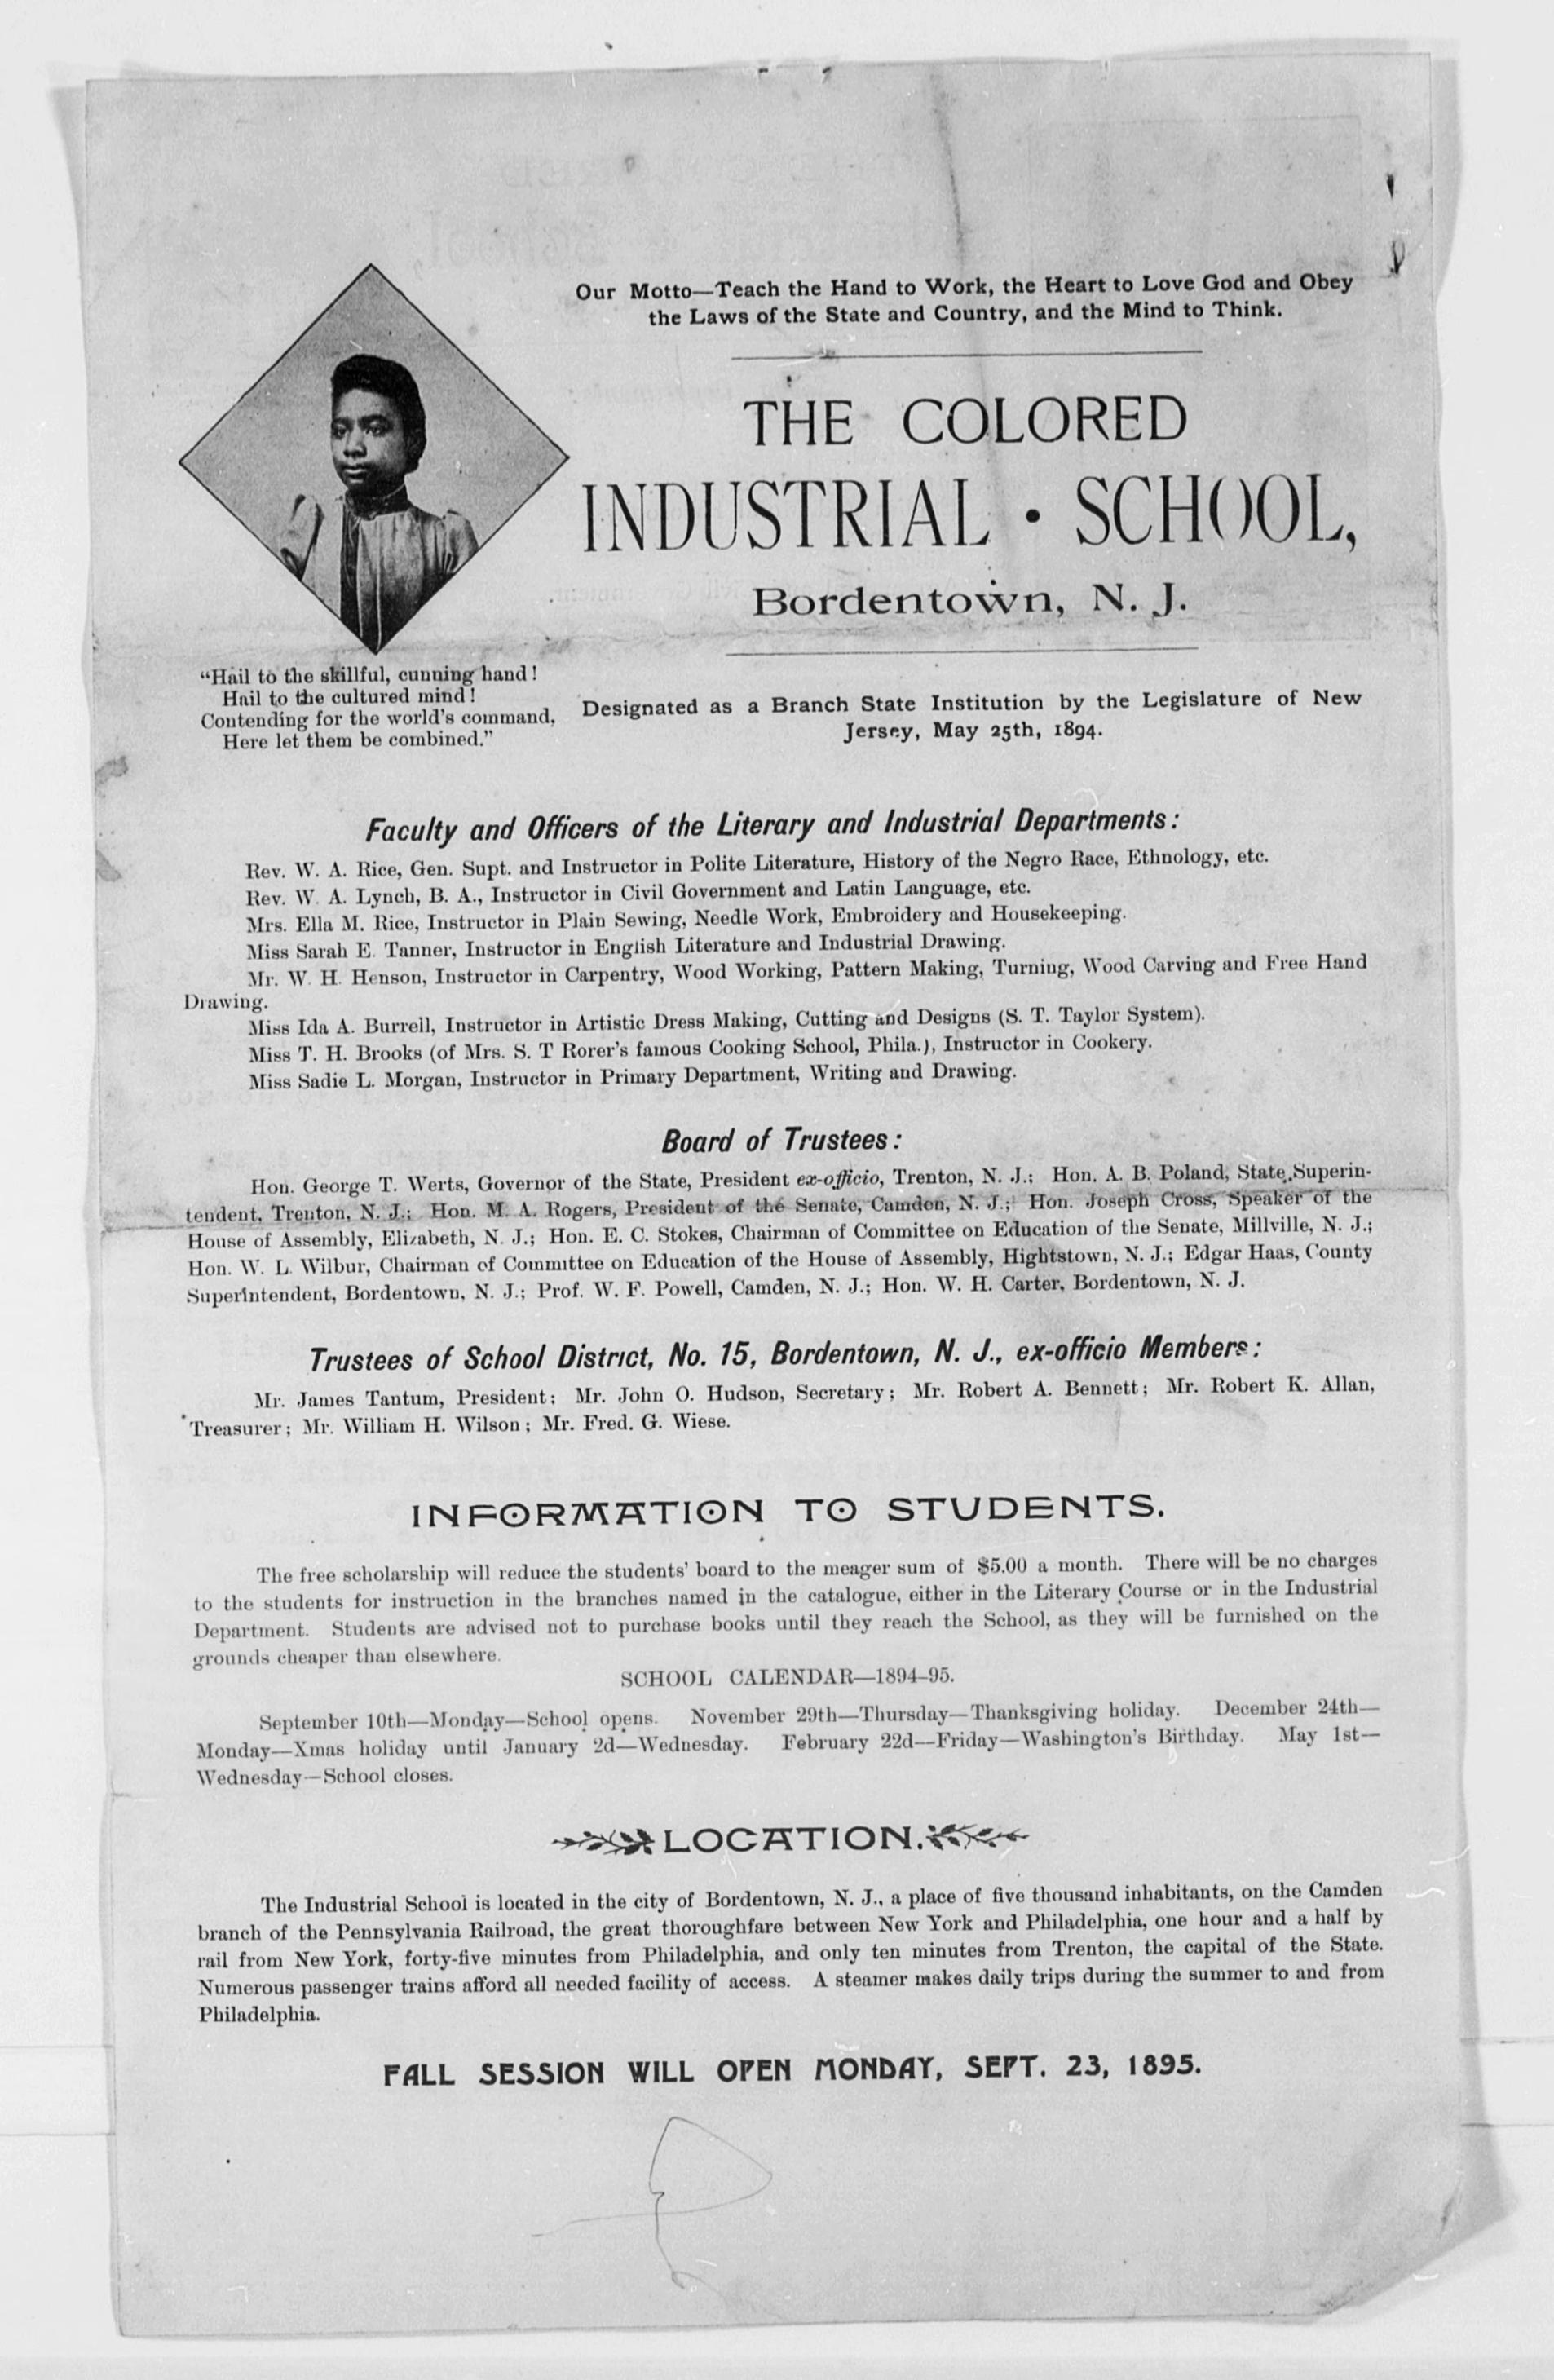 Our Motto—Teach the Hand to Work, the Heart to Love God and Obey
the Laws of the State and Country, and the Mind to Think.
THE COLORED
INDUSTRIAL • SCHOOL,
Bordentown, N. J.
"Hail to the skillful, cunning hand!
Hail to the cultured mind!
Contending for the world's command,
Here let them be combined."
Designated as a Branch State Institution by the Legislature of New
Jersey, May 25th, 1894.
Faculty and Officers of the Literary and Industrial Departments:
Rev. W. A. Rice, Gen. Supt. and Instructor in Polite Literature, History of the Negro Race, Ethnology, etc.
Rev. W. A. Lynch, B. A., Instructor in Civil Government and Latin Language, etc.
Mrs. Ella M. Rice, Instructor in Plain Sewing, Needle Work, Embroidery and Housekeeping.
Miss Sarah E. Tanner, Instructor in English Literature and Industrial Drawing.
Mr. W. H. Henson, Instructor in Carpentry, Wood Working, Pattern Making, Turning, Wood Carving and Free Hand
Drawing.
Miss Ida A. Burrell, Instructor in Artistic Dress Making, Cutting and Designs (S. T. Taylor System).
Miss T. H. Brooks (of Mrs. S. T Rorer's famous Cooking School, Phila.), Instructor in Cookery.
Miss Sadie L. Morgan, Instructor in Primary Department, Writing and Drawing.
Board of Trustees:
Hon. George T. Werts, Governor of the State, President ex-officio, Trenton, N. J.; Hon. A. B. Poland, State Superin-
tendent, Trenton, N. J.; Hon. M. A. Rogers, President of the Senate, Camden, N. J.; Hon. Joseph Cross, Speaker of the
House of Assembly, Elizabeth, N. J.; Hon. E. C. Stokes, Chairman of Committee on Education of the Senate, Millville, N. J.;
Hon. W. L. Wilbur, Chairman of Committee on Education of the House of Assembly, Hightstown, N. J.; Edgar Haas, County
Superintendent, Bordentown, N. J.; Prof. W. F. Powell, Camden, N. J.; Hon. W. H. Carter, Bordentown, N. J.
Trustees of School District, No. 15, Bordentown, N. J., ex-officio Members:
Mr. James Tantum, President; Mr. John O. Hudson, Secretary; Mr. Robert A. Bennett; Mr. Robert K. Allan,
Treasurer; Mr. William H. Wilson; Mr. Fred. G. Wiese.
INFORMATION TO STUDENTS.
The free scholarship will reduce the students' board to the meager sum of $5.00 a month. There will be no charges
to the students for instruction in the branches named in the catalogue, either in the Literary Course or in the Industrial
Department. Students are advised not to purchase books until they reach the School, as they will be furnished on the
grounds cheaper than elsewhere.
SCHOOL CALENDAR—1894-95.
September 10th—Monday—School opens. November 29th—Thursday—Thanksgiving holiday. December 24th—
Monday—Xmas holiday until January 2d—Wednesday. February 22d—Friday—Washington's Birthday. May 1st—
Wednesday—School closes.
LOCATION.
The Industrial School is located in the city of Bordentown, N. J., a place of five thousand inhabitants, on the Camden
branch of the Pennsylvania Railroad, the great thoroughfare between New York and Philadelphia, one hour and a half by
rail from New York, forty-five minutes from Philadelphia, and only ten minutes from Trenton, the capital of the State.
Numerous passenger trains afford all needed facility of access. A steamer makes daily trips during the summer to and from
Philadelphia.
FALL SESSION WILL OPEN MONDAY, SEPT. 23, 1895.